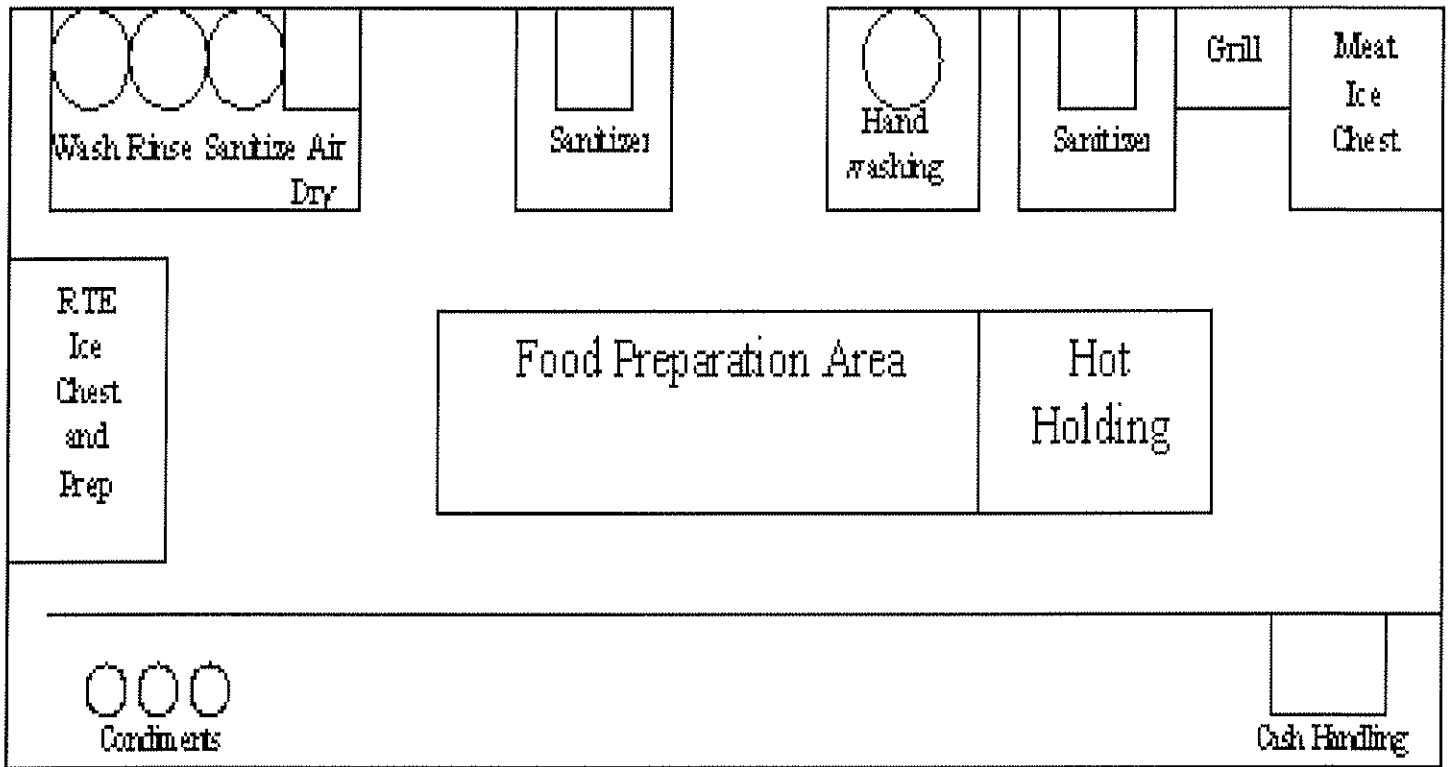 Wash Rinse Sanitize Air
Dry
Sanitizer
Hand
washing
Sanitizer
Grill
Meat
Ice
Chest
RTE
Ice
Chest
and
Prep
Food Preparation Area
Hot
Holding
Condiments
Cash Handling